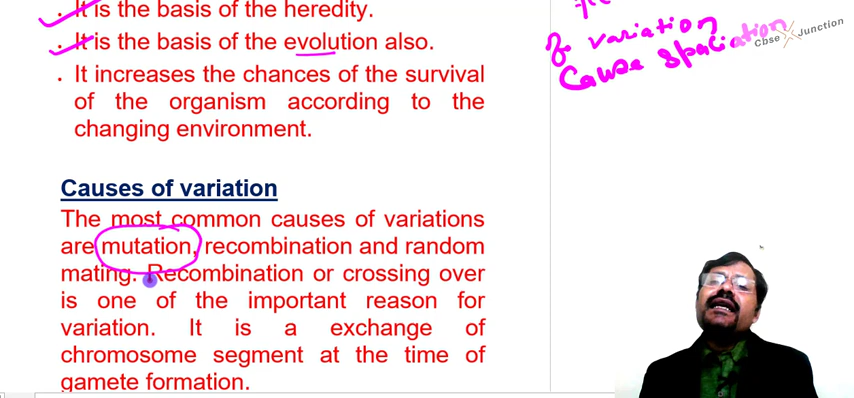 . It is the basis of the heredity.
. It is the basis of the evolution also.
. It increases the chances of the survival
of the organism according to the
changing environment.
Causes of variation
The most common causes of variations
are mutation, recombination and random
mating. Recombination or crossing over
is one of the important reason for
variation. It is a exchange of
chromosome segment at the time of
gamete formation.
variation
Cause spaciation
Cbse Junction